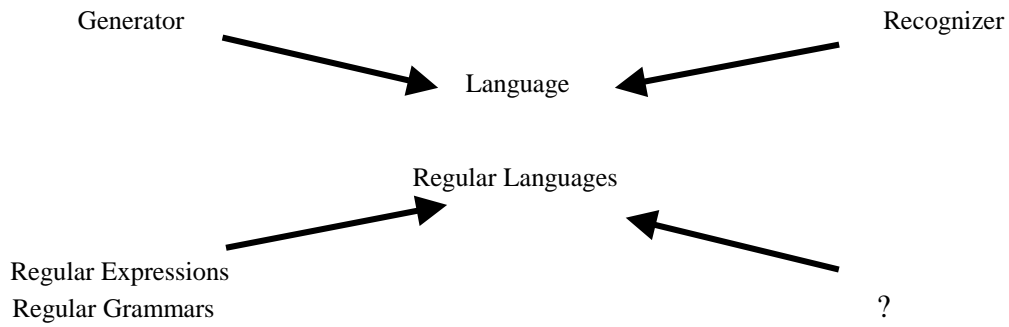 Generator
Recognizer
Language
Regular Languages
Regular Expressions
Regular Grammars
?